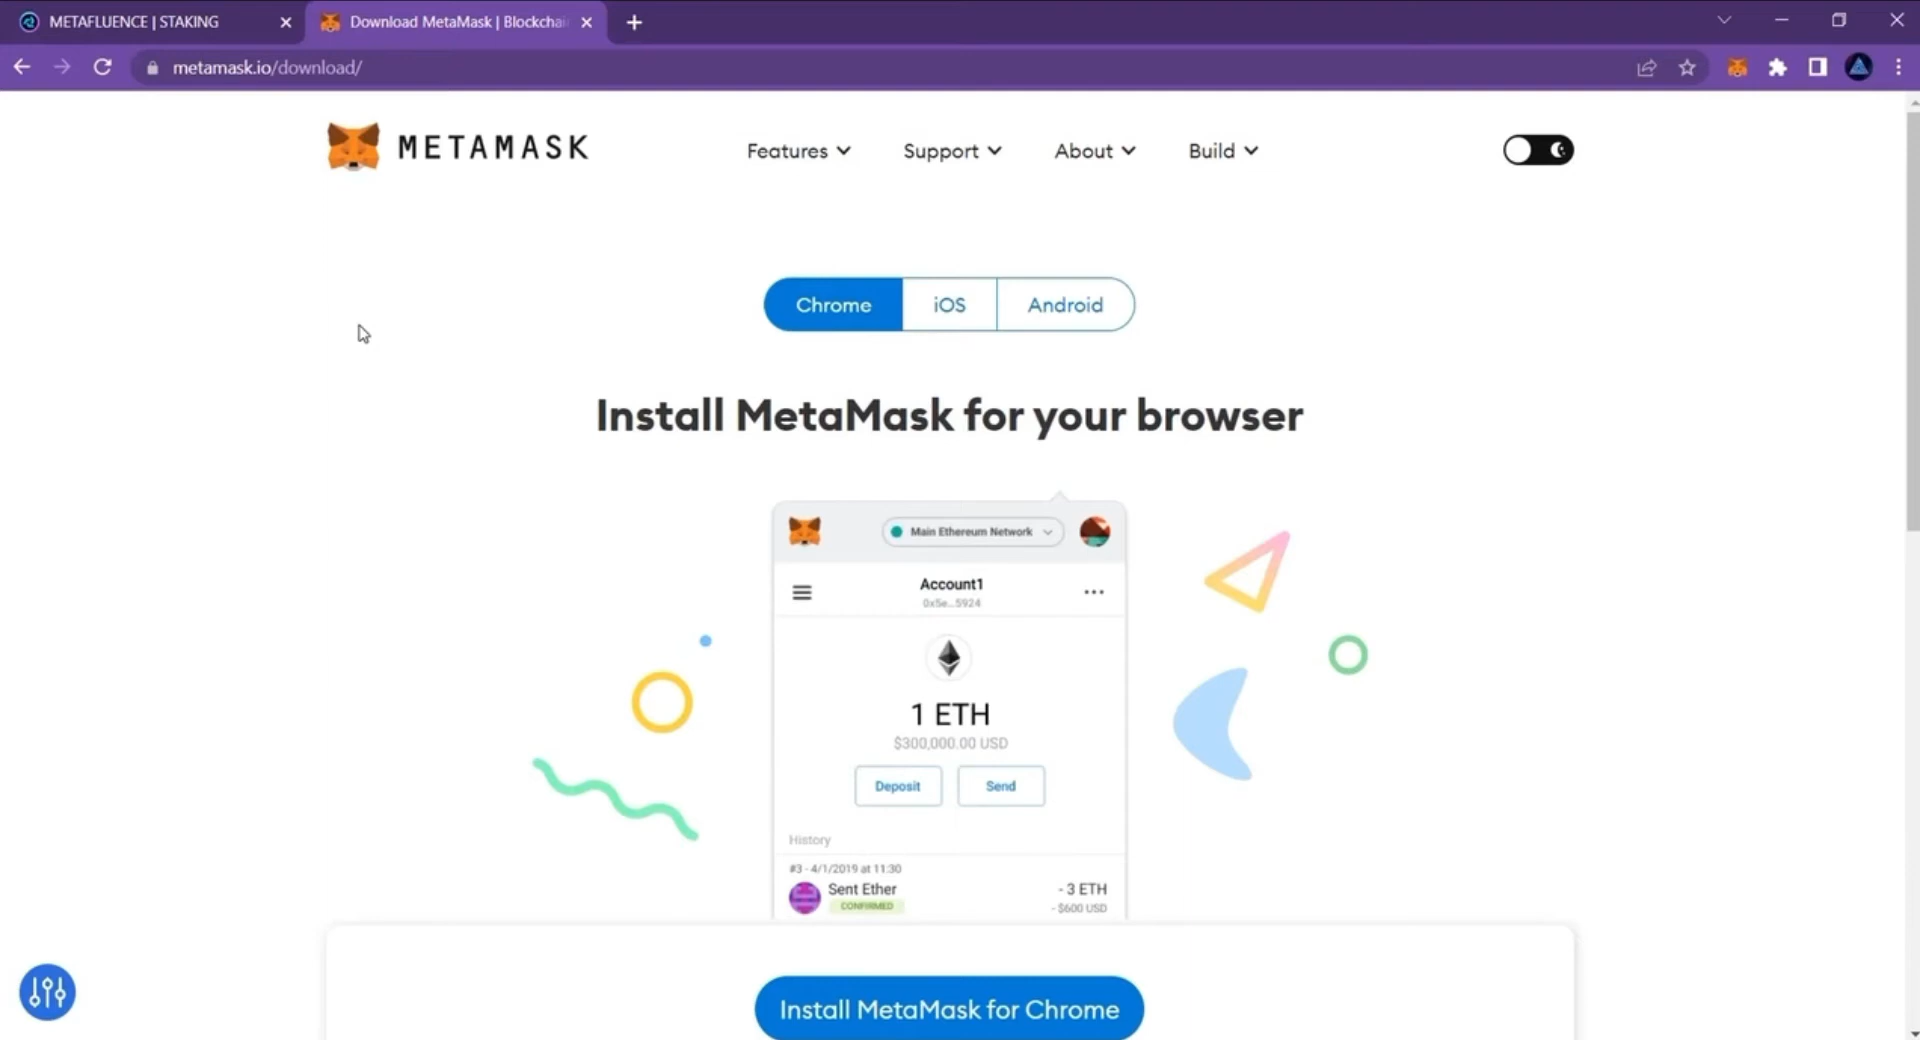 METAFLUENCE | STAKING
Download MetaMask | Blockchai
metamask.io/download/
METAMASK
Features
Support
About
Build
Chrome
iOS
Android
Install MetaMask for your browser
Main Ethereum Network
Account1
0x5e...5924
1 ETH
$300,000.00 USD
Deposit
Send
History
#3 - 4/1/2019 at 11:30
Sent Ether
- 3 ETH
CONFIRMED
- $600 USD
Install MetaMask for Chrome